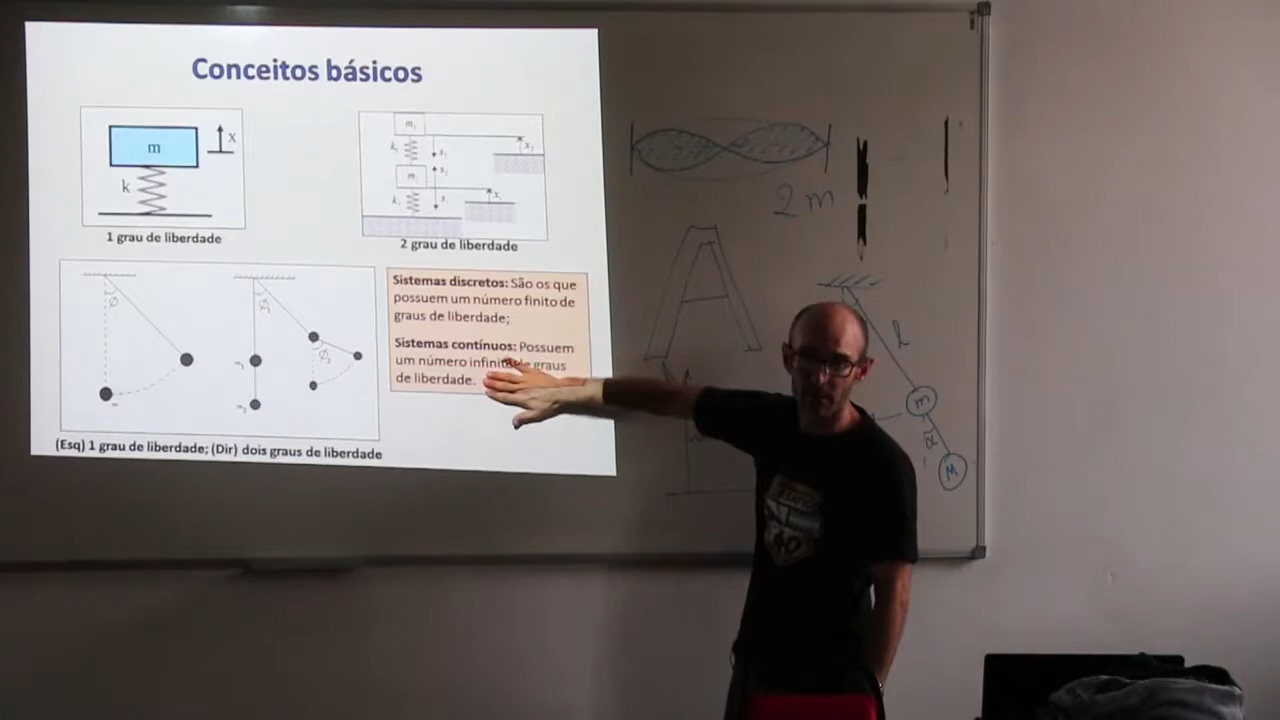 Conceitos básicos
m
x
k
1 grau de liberdade
2 grau de liberdade
Sistemas discretos: São os que
possuem um número finito de
graus de liberdade;
Sistemas contínuos: Possuem
um número graus
de liberdade.
(Esq) 1 grau de liberdade; (Dir) dois graus de liberdade
2 m
m
M